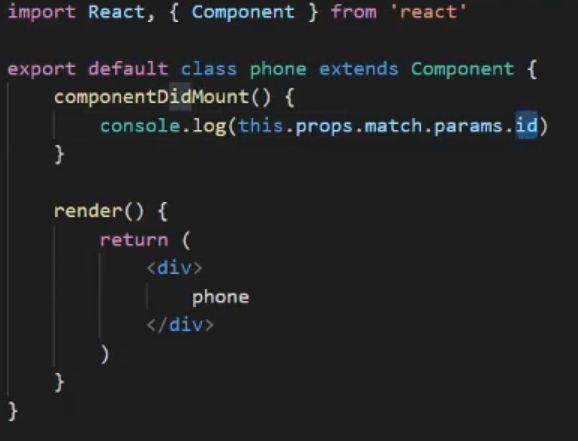 import React, { Component } from 'react'
export default class phone extends Component {
componentDidMount() {
console.log(this.props.match.params.id)
}
render() {
return (
<div>
phone
</div>
)
}
}